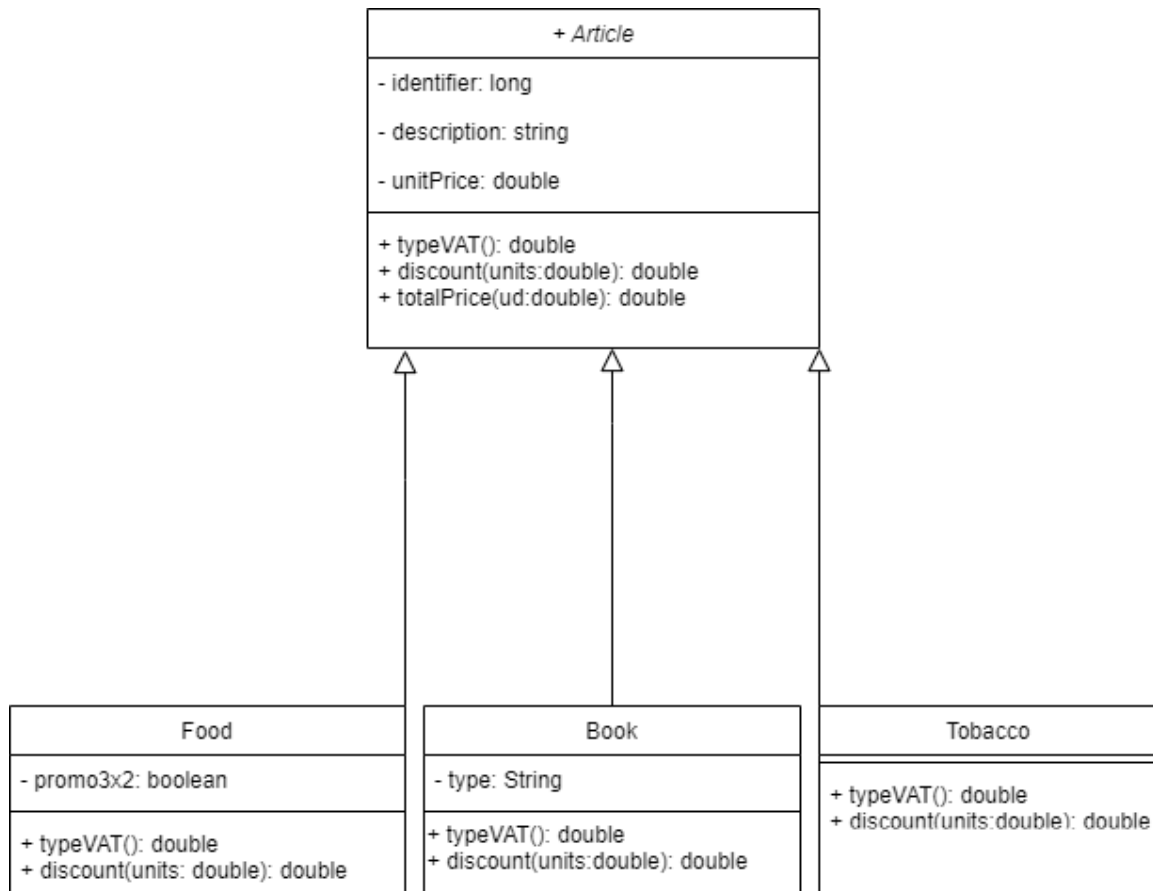 + Article
- identifier: long
- description: string
- unitPrice: double
+ typeVAT(): double
+ discount(units:double): double
+ totalPrice(ud:double): double
Food
- promo3x2: boolean
+ typeVAT(): double
+ discount(units: double): double
Book
- type: String
+ typeVAT(): double
+ discount(units:double): double
Tobacco
+ typeVAT(): double
+ discount(units:double): double